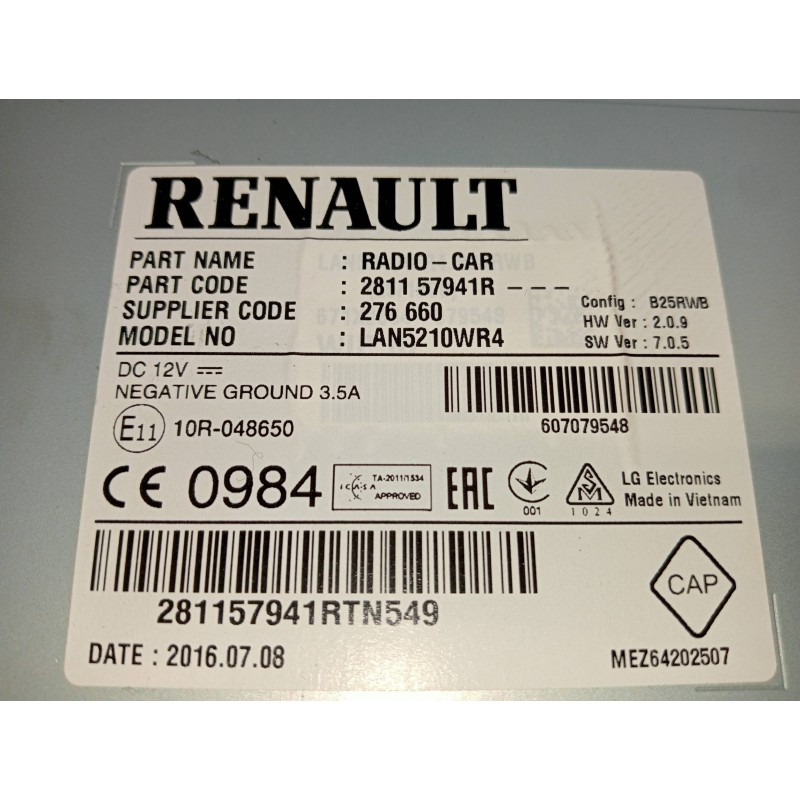 RENAULT
PART NAME : RADIO-CAR
PART CODE : 2811 57941R - - -
SUPPLIER CODE : 276 660
MODEL NO : LAN5210WR4
Config : B25RWB
HW Ver : 2.0.9
SW Ver : 7.0.5
DC 12V
NEGATIVE GROUND 3.5A
E11 10R-048650
607079548
CE 0984
ICASA
TA-2011/1534
APPROVED
EAC
001
1024
LG Electronics
Made in Vietnam
281157941RTN549
CAP
DATE : 2016.07.08
MEZ64202507